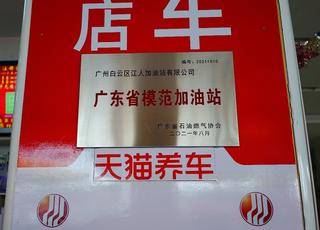 店车
编号：20211010
广州白云区江人加油站有限公司
广东省模范加油站
广东省石油燃气协会
二〇二一年八月
天猫养车